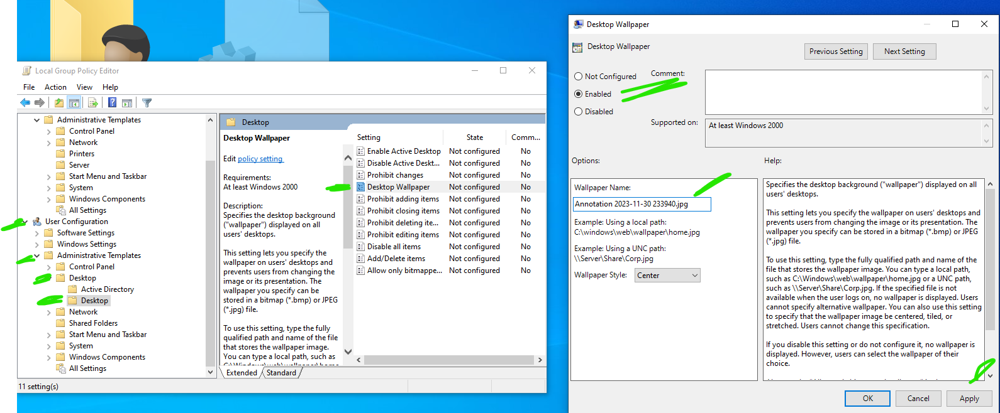 Local Group Policy Editor
File Action View Help
Administrative Templates
Control Panel
Network
Printers
Server
Start Menu and Taskbar
System
Windows Components
All Settings
User Configuration
Software Settings
Windows Settings
Administrative Templates
Control Panel
Desktop
Active Directory
Desktop
Network
Shared Folders
Start Menu and Taskbar
System
Windows Components
All Settings
Desktop
Desktop Wallpaper
Edit policy setting
Requirements:
At least Windows 2000
Description:
Specifies the desktop background
("wallpaper") displayed on all
users' desktops.
This setting lets you specify the
wallpaper on users' desktops and
prevents users from changing the
image or its presentation. The
wallpaper you specify can be
stored in a bitmap (*.bmp) or JPEG
(*.jpg) file.
To use this setting, type the fully
qualified path and name of the file
that stores the wallpaper image.
You can type a local path, such as
Setting State Comm...
Enable Active Desktop Not configured No
Disable Active Deskt... Not configured No
Prohibit changes Not configured No
Desktop Wallpaper Not configured No
Prohibit adding items Not configured No
Prohibit closing items Not configured No
Prohibit deleting ite... Not configured No
Prohibit editing items Not configured No
Disable all items Not configured No
Add/Delete items Not configured No
Allow only bitmappe... Not configured No
Extended Standard
11 setting(s)
Desktop Wallpaper
Desktop Wallpaper
Previous Setting Next Setting
Not Configured
Enabled
Disabled
Comment:
Supported on:
At least Windows 2000
Options:
Help:
Wallpaper Name:
Annotation 2023-11-30 233940.jpg
Example: Using a local path:
C:\windows\web\wallpaper\home.jpg
Example: Using a UNC path:
\\Server\Share\Corp.jpg
Wallpaper Style: Center
Specifies the desktop background ("wallpaper") displayed on all
users' desktops.
This setting lets you specify the wallpaper on users' desktops and
prevents users from changing the image or its presentation. The
wallpaper you specify can be stored in a bitmap (*.bmp) or JPEG
(*.jpg) file.
To use this setting, type the fully qualified path and name of the
file that stores the wallpaper image. You can type a local path,
such as C:\Windows\web\wallpaper\home.jpg or a UNC path,
such as \\Server\Share\Corp.jpg. If the specified file is not
available when the user logs on, no wallpaper is displayed. Users
cannot specify alternative wallpaper. You can also use this setting
to specify that the wallpaper image be centered, tiled, or
stretched. Users cannot change this specification.
If you disable this setting or do not configure it, no wallpaper is
displayed. However, users can select the wallpaper of their
choice.
OK Cancel Apply